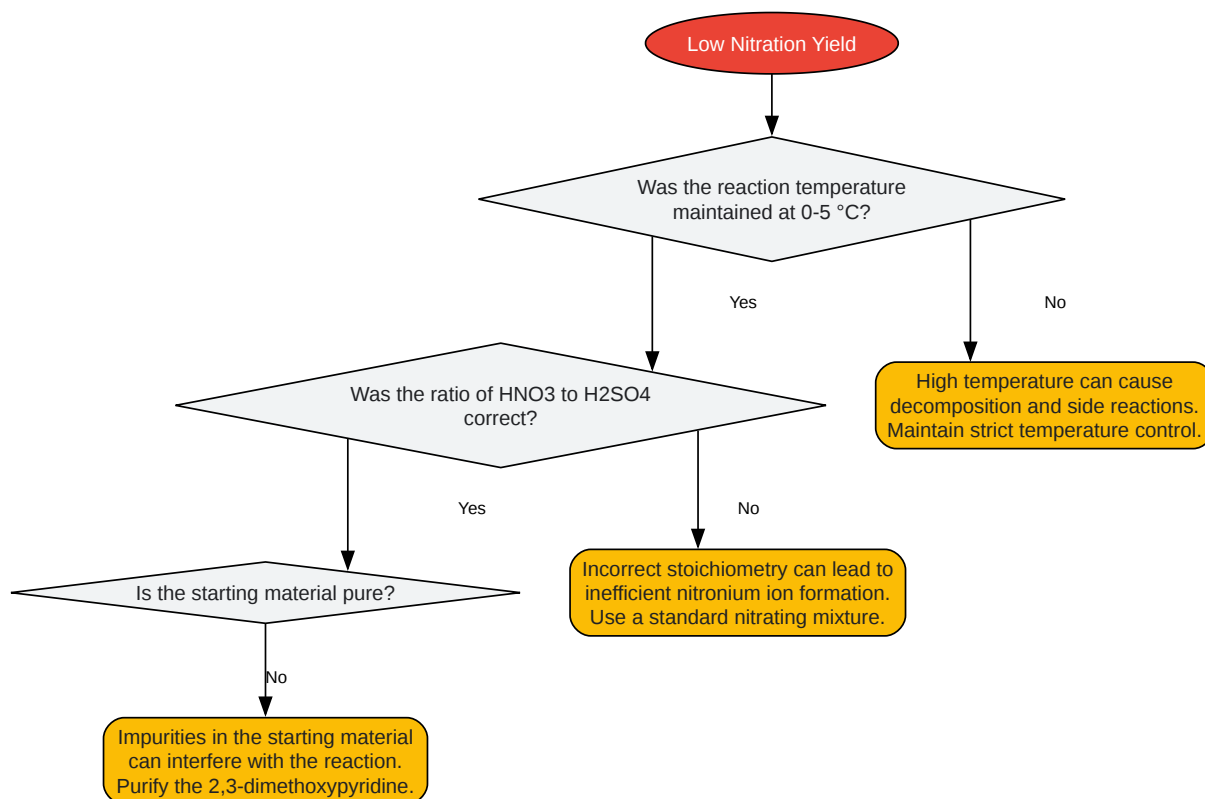 Low Nitration Yield
Was the reaction temperature
maintained at 0-5 °C?
Yes
No
Was the ratio of HNO3 to H2SO4
correct?
High temperature can cause
decomposition and side reactions.
Maintain strict temperature control.
Yes
No
Is the starting material pure?
Incorrect stoichiometry can lead to
inefficient nitronium ion formation.
Use a standard nitrating mixture.
No
Impurities in the starting material
can interfere with the reaction.
Purify the 2,3-dimethoxypyridine.